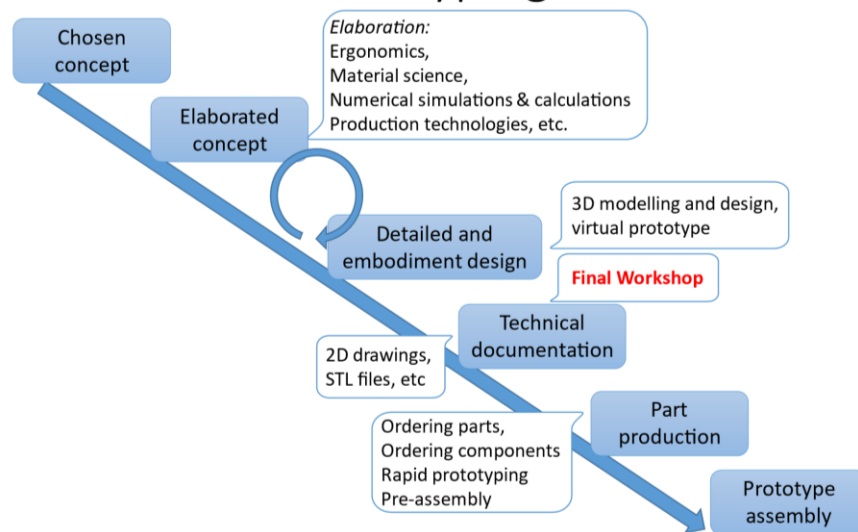 Chosen
concept
Elaboration:
Ergonomics,
Material science,
Numerical simulations & calculations
Production technologies, etc.
Elaborated
concept
3D modelling and design,
virtual prototype
Detailed and
embodiment design
Final Workshop
Technical
documentation
2D drawings,
STL files, etc
Part
production
Ordering parts,
Ordering components
Rapid prototyping
Pre-assembly
Prototype
assembly